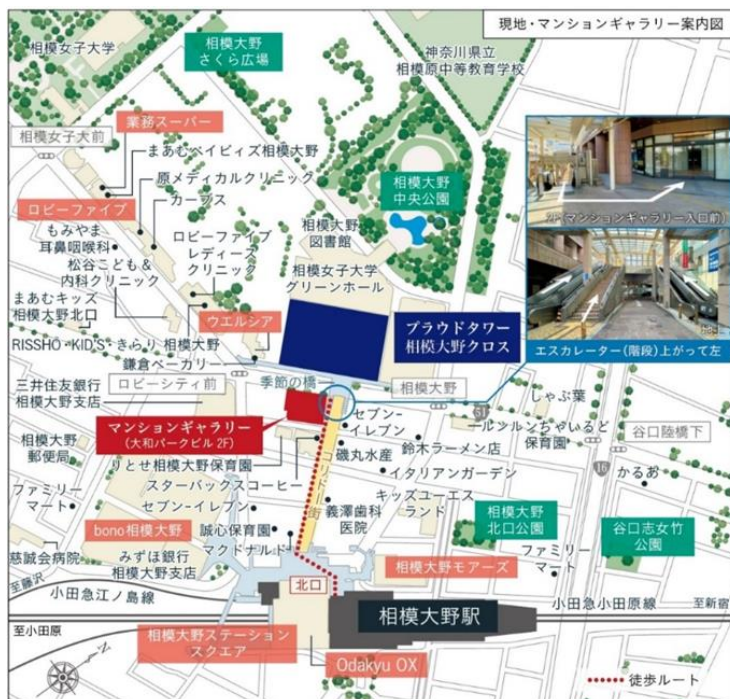 現地・マンションギャラリー案内図
相模女子大学
相模大野
さくら広場
神奈川県立
相模原中等教育学校
業務スーパー
相模女子大前
まあむベイビィズ相模大野
原メディカルクリニック
カーブス
ロビーファイブ
もみやま
耳鼻咽喉科
ロビーファイブ
レディース
クリニック
松谷こども&
内科クリニック
相模大野
中央公園
相模大野
図書館
相模女子大学
グリーンホール
2F(マンションギャラリー入口前)
エスカレーター(階段)上がって左
まあむキッズ
相模大野北口
ウエルシア
RISSHO・KID'S・きらり 相模大野
鎌倉ベーカリー
プラウドタワー
相模大野クロス
ロビーシティ前
季節の橋
相模大野
51
三井住友銀行
相模大野支店
マンションギャラリー
(大和パークビル 2F)
セブン-
イレブン
しゃぶ葉
保育園
谷口陸橋下
16
相模大野
郵便局
りとせ相模大野保育園
磯丸水産
鈴木ラーメン店
かるあ
スターバックスコーヒー
イタリアンガーデン
コリドー街
ファミリー
マート
セブン-イレブン
キッズユーエス
ランド
義澤歯科
医院
bono相模大野
誠心保育園
マクドナルド
相模大野
北口公園
谷口志女竹
公園
慈誠会病院
みずほ銀行
相模大野支店
ファミリー
マート
相模大野モアーズ
至藤沢
小田急江ノ島線
北口
相模大野駅
小田急小田原線
至新宿
至小田原
相模大野ステーション
スクエア
Odakyu OX
N
徒歩ルート